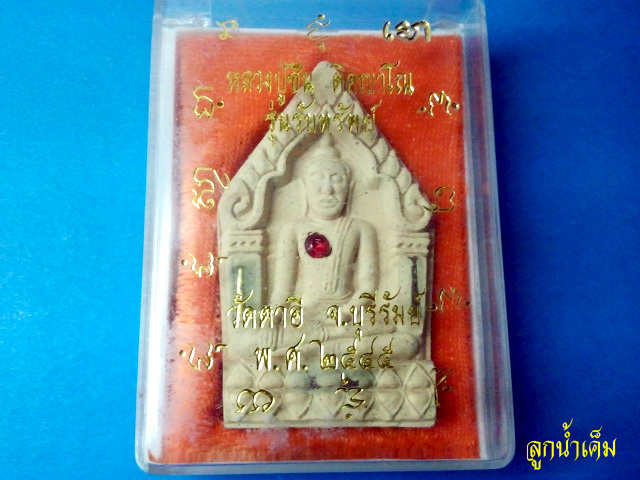 หลวงปู่ชื่น ติคญาโณ
รุ่นรับทรัพย์
วัดตาอี จ.บุรีรัมย์
พ.ศ.๒๕๔๕
ลูกน้ำเค็ม